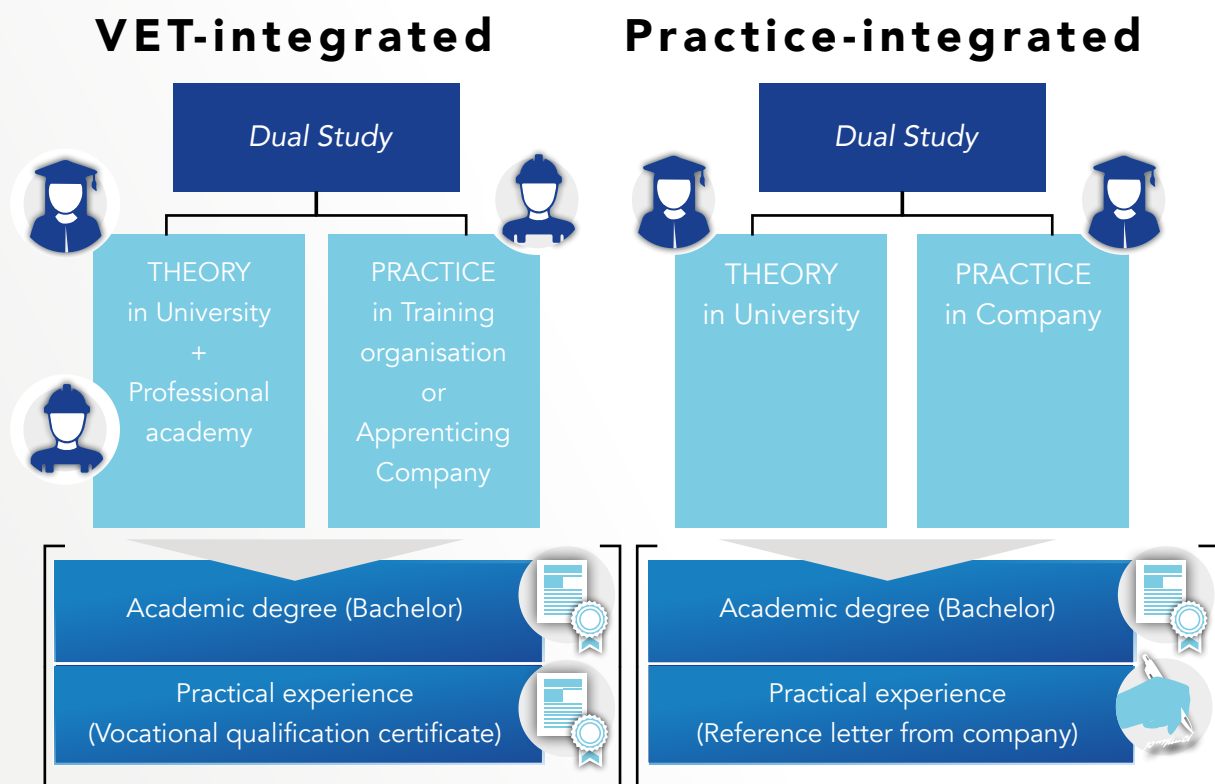 VET-integrated
Dual Study
THEORY
in University
+
Professional
academy
PRACTICE
in Training
organisation
or
Apprenticing
Company
Academic degree (Bachelor)
Practical experience
(Vocational qualification certificate)
Practice-integrated
Dual Study
THEORY
in University
PRACTICE
in Company
Academic degree (Bachelor)
Practical experience
(Reference letter from company)